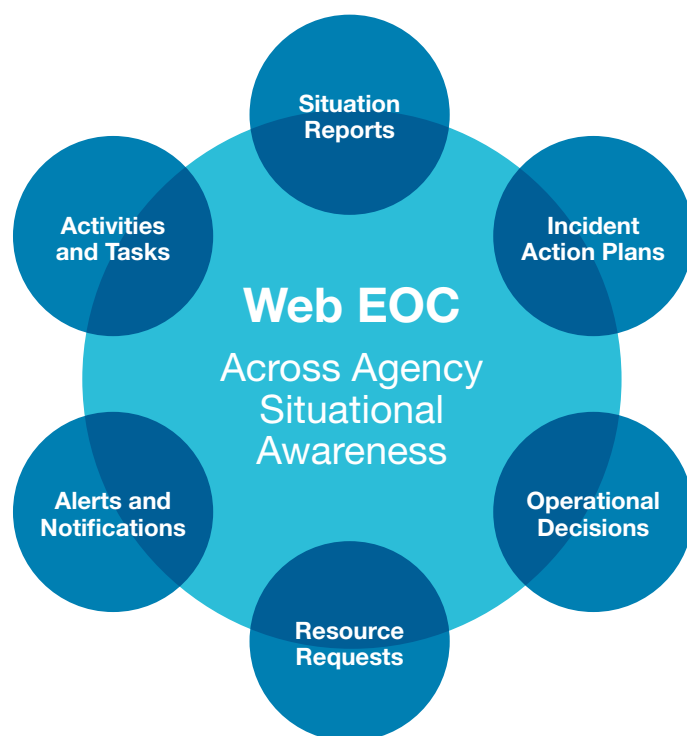 Situation
Reports
Activities
and Tasks
Incident
Action Plans
Web EOC
Across Agency
Situational
Awareness
Alerts and
Notifications
Operational
Decisions
Resource
Requests